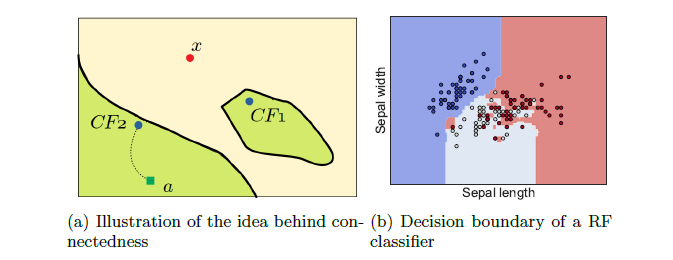 x
CF1
CF2
a
Sepal width
Sepal length
(a) Illustration of the idea behind con-
nectedness
(b) Decision boundary of a RF
classifier